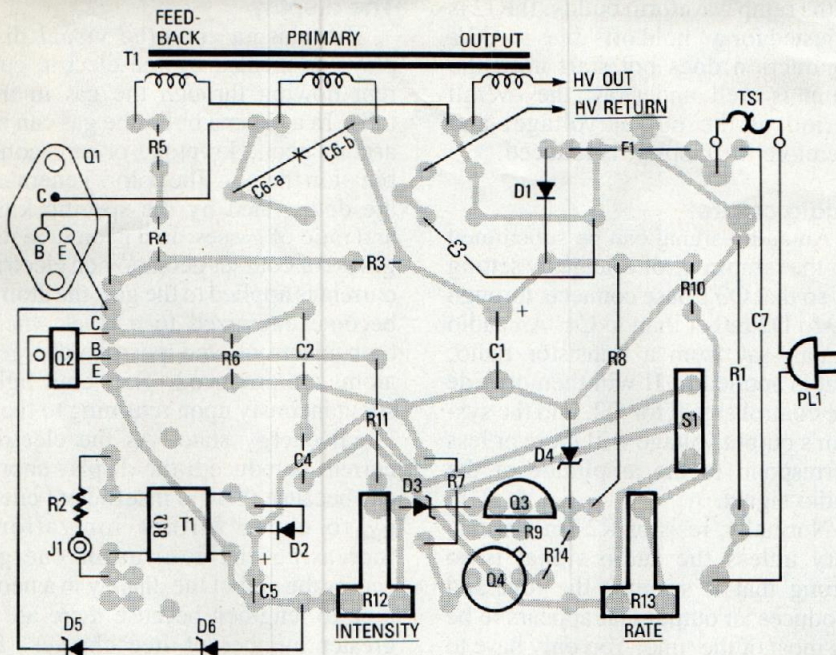 FEED-
BACK
PRIMARY
OUTPUT
T1
HV OUT
HV RETURN
TS1
Q1
C
B
E
R5
C6-a
C6-b
F1
D1
R4
R3
C3
R10
C7
C
B
E
Q2
R6
C2
+
C1
R8
R1
PL1
R11
S1
C4
D4
R2
8Ω
T1
D3
R7
Q3
D2
R9
J1
R14
+
C5
Q4
R12
R13
D5
D6
INTENSITY
RATE